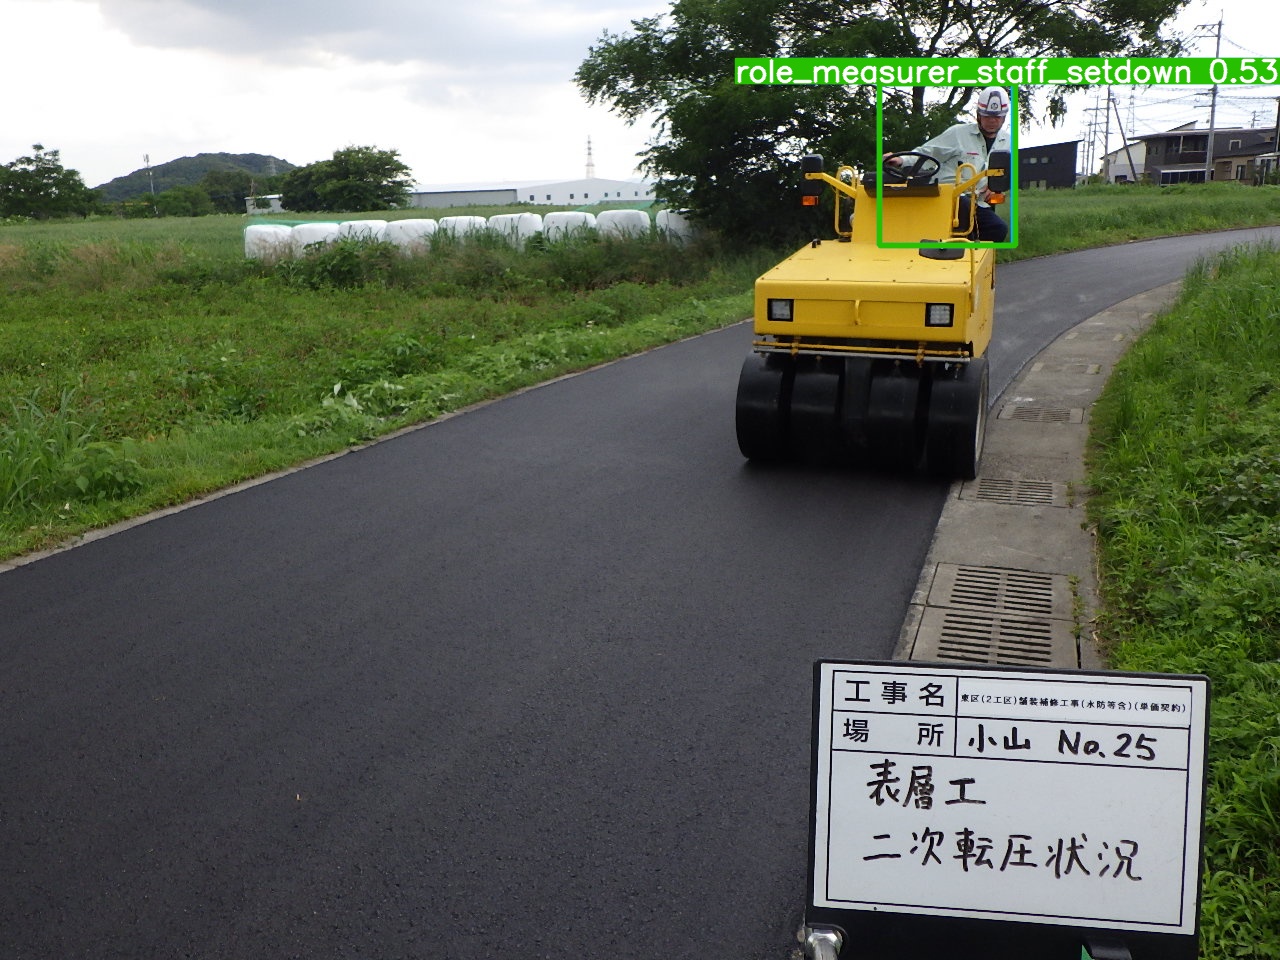 role_measurer_staff_setdown 0.53
工事名 東区(2工区)舗装補修工事(水防等含)(単価契約)
場所 小山 No.25
表層工
二次転圧状況